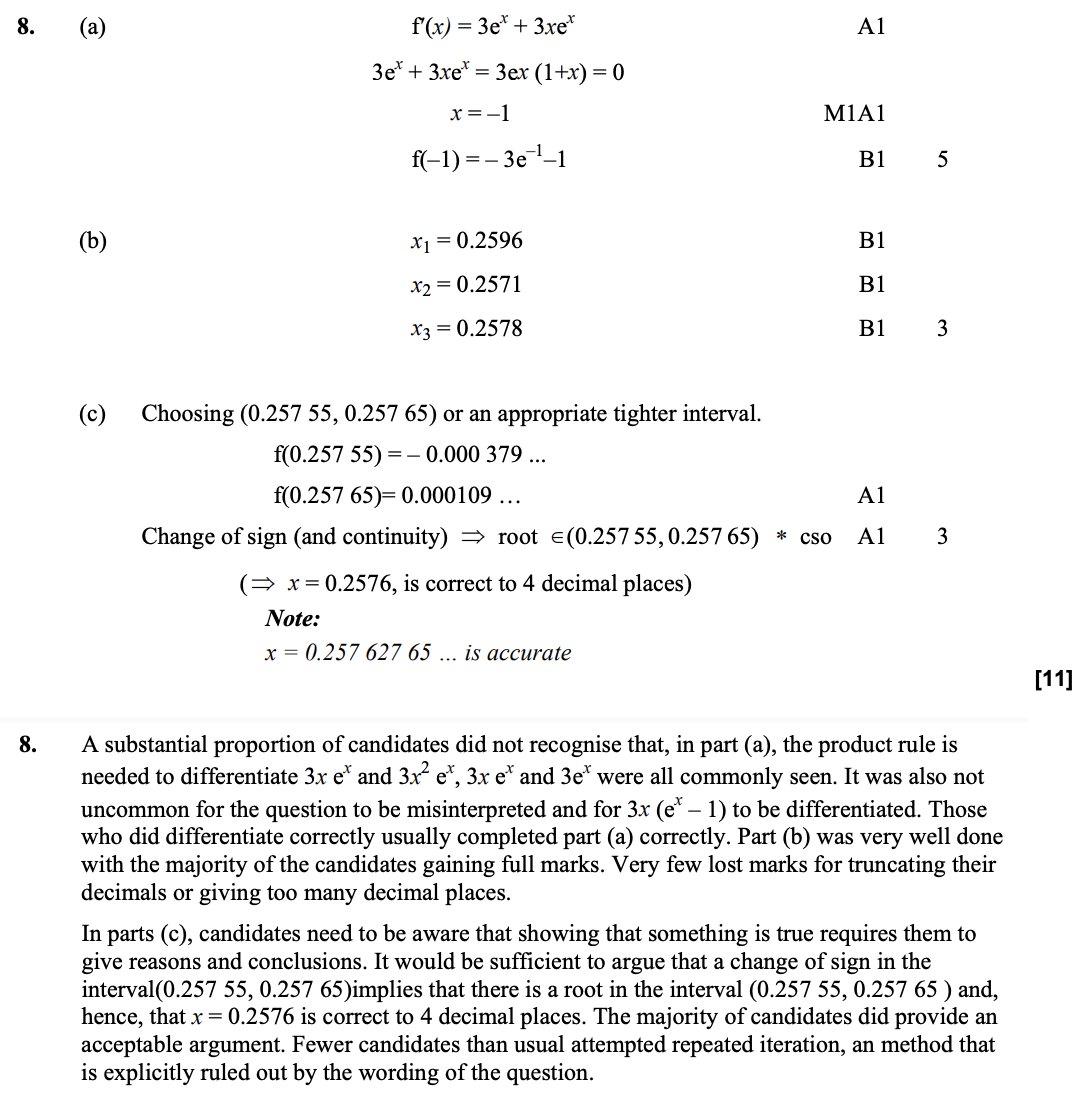 8. (a) f'(x) = 3eˣ + 3xeˣ A1
3eˣ + 3xeˣ = 3ex (1+x) = 0
x = –1 M1A1
f(–1) = – 3e⁻¹–1 B1 5
(b) x₁ = 0.2596 B1
x₂ = 0.2571 B1
x₃ = 0.2578 B1 3
(c) Choosing (0.257 55, 0.257 65) or an appropriate tighter interval.
f(0.257 55) = – 0.000 379 ...
f(0.257 65)= 0.000109 … A1
Change of sign (and continuity) ⇒ root ∈(0.257 55, 0.257 65) * cso A1 3
(⇒ x = 0.2576, is correct to 4 decimal places)
Note:
x = 0.257 627 65 … is accurate
[11]
8. A substantial proportion of candidates did not recognise that, in part (a), the product rule is
needed to differentiate 3x eˣ and 3x² eˣ, 3x eˣ and 3eˣ were all commonly seen. It was also not
uncommon for the question to be misinterpreted and for 3x (eˣ – 1) to be differentiated. Those
who did differentiate correctly usually completed part (a) correctly. Part (b) was very well done
with the majority of the candidates gaining full marks. Very few lost marks for truncating their
decimals or giving too many decimal places.
In parts (c), candidates need to be aware that showing that something is true requires them to
give reasons and conclusions. It would be sufficient to argue that a change of sign in the
interval(0.257 55, 0.257 65)implies that there is a root in the interval (0.257 55, 0.257 65 ) and,
hence, that x = 0.2576 is correct to 4 decimal places. The majority of candidates did provide an
acceptable argument. Fewer candidates than usual attempted repeated iteration, an method that
is explicitly ruled out by the wording of the question.